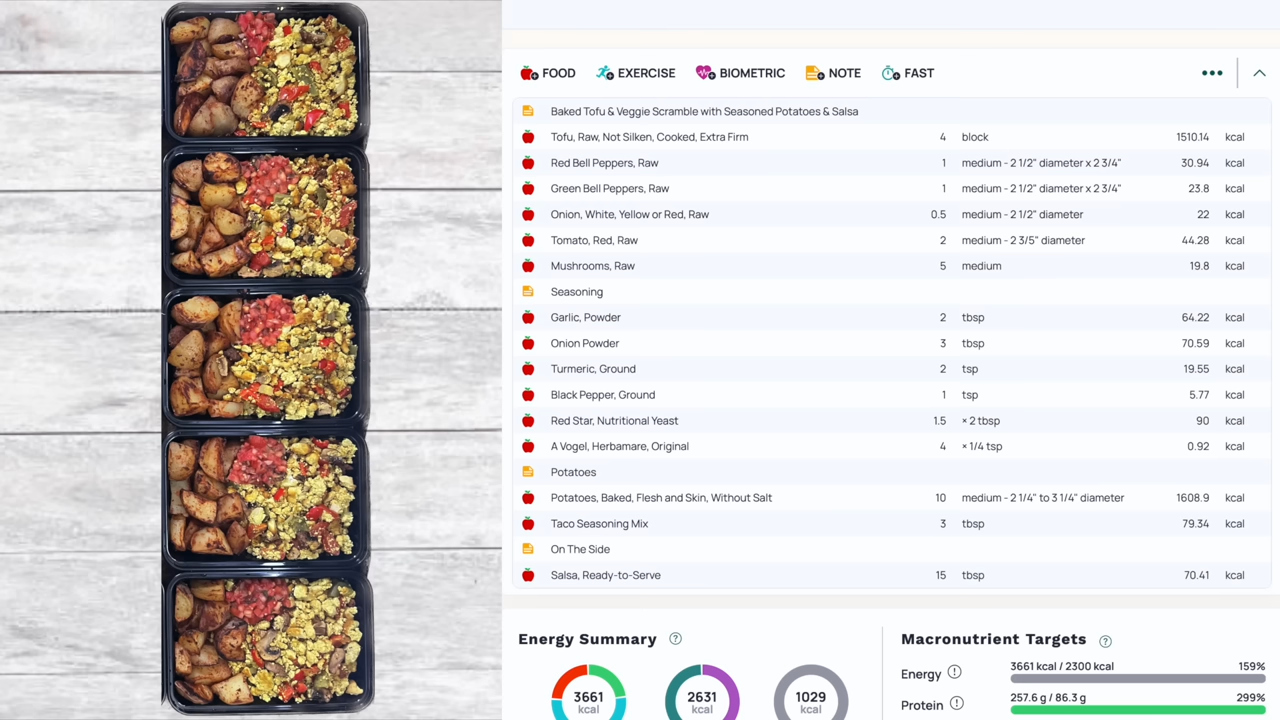 FOOD EXERCISE BIOMETRIC NOTE FAST
Baked Tofu & Veggie Scramble with Seasoned Potatoes & Salsa
Tofu, Raw, Not Silken, Cooked, Extra Firm 4 block 1510.14 kcal
Red Bell Peppers, Raw 1 medium - 2 1/2" diameter x 2 3/4" 30.94 kcal
Green Bell Peppers, Raw 1 medium - 2 1/2" diameter x 2 3/4" 23.8 kcal
Onion, White, Yellow or Red, Raw 0.5 medium - 2 1/2" diameter 22 kcal
Tomato, Red, Raw 2 medium - 2 3/5" diameter 44.28 kcal
Mushrooms, Raw 5 medium 19.8 kcal
Seasoning
Garlic, Powder 2 tbsp 64.22 kcal
Onion Powder 3 tbsp 70.59 kcal
Turmeric, Ground 2 tsp 19.55 kcal
Black Pepper, Ground 1 tsp 5.77 kcal
Red Star, Nutritional Yeast 1.5 × 2 tbsp 90 kcal
A Vogel, Herbamare, Original 4 × 1/4 tsp 0.92 kcal
Potatoes
Potatoes, Baked, Flesh and Skin, Without Salt 10 medium - 2 1/4" to 3 1/4" diameter 1608.9 kcal
Taco Seasoning Mix 3 tbsp 79.34 kcal
On The Side
Salsa, Ready-to-Serve 15 tbsp 70.41 kcal
Energy Summary ?
3661 kcal
2631 kcal
1029 kcal
Macronutrient Targets ?
Energy ! 3661 kcal / 2300 kcal 159%
Protein ! 257.6 g / 86.3 g 299%